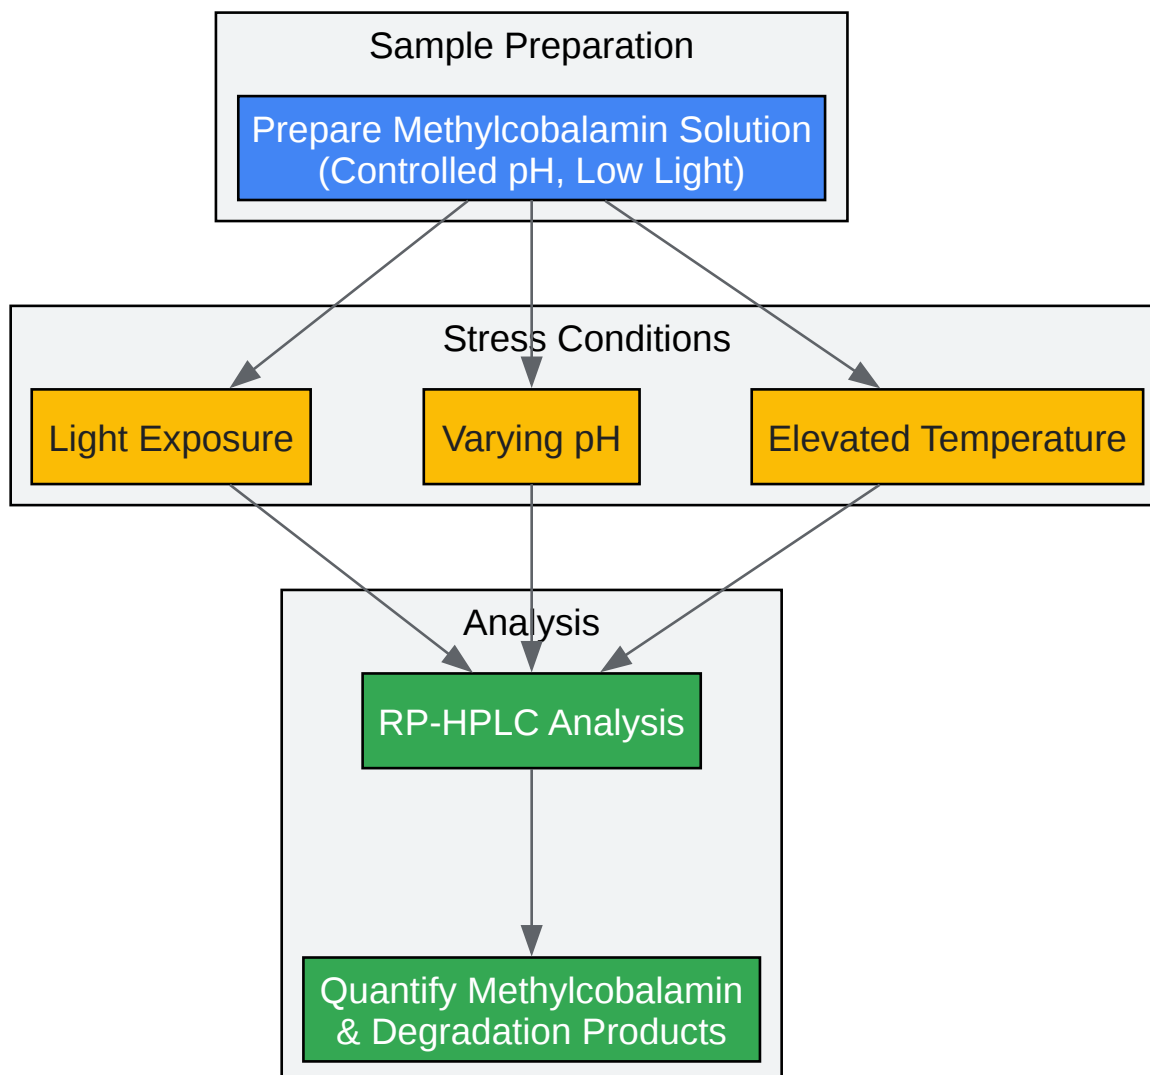 Sample Preparation
Prepare Methylcobalamin Solution
(Controlled pH, Low Light)
Stress Conditions
Light Exposure
Varying pH
Elevated Temperature
Analysis
RP-HPLC Analysis
Quantify Methylcobalamin
& Degradation Products